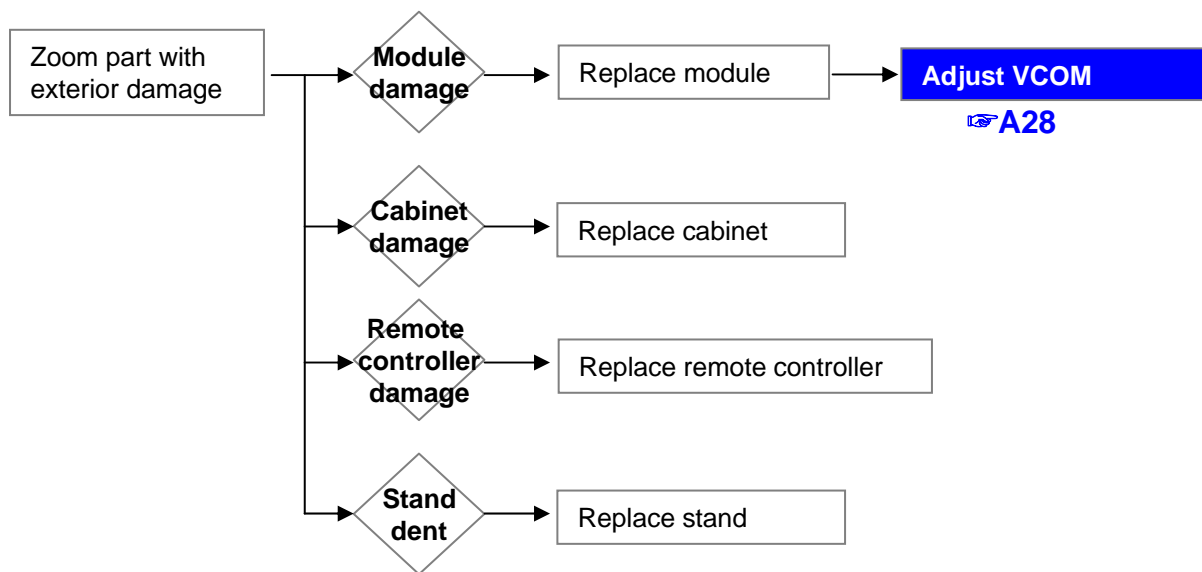 Zoom part with
exterior damage
Module
damage
Replace module
Adjust VCOM
☞A28
Cabinet
damage
Replace cabinet
Remote
controller
damage
Replace remote controller
Stand
dent
Replace stand